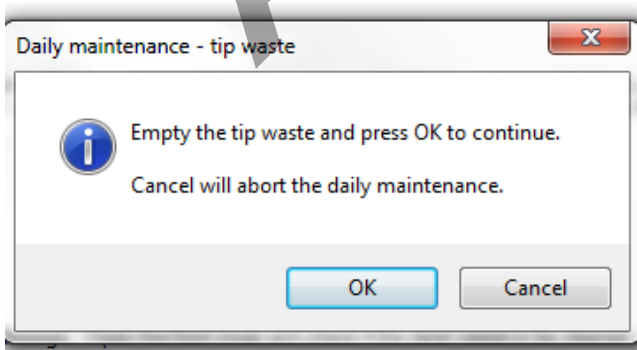 Daily maintenance - tip waste
Empty the tip waste and press OK to continue.
Cancel will abort the daily maintenance.
OK
Cancel